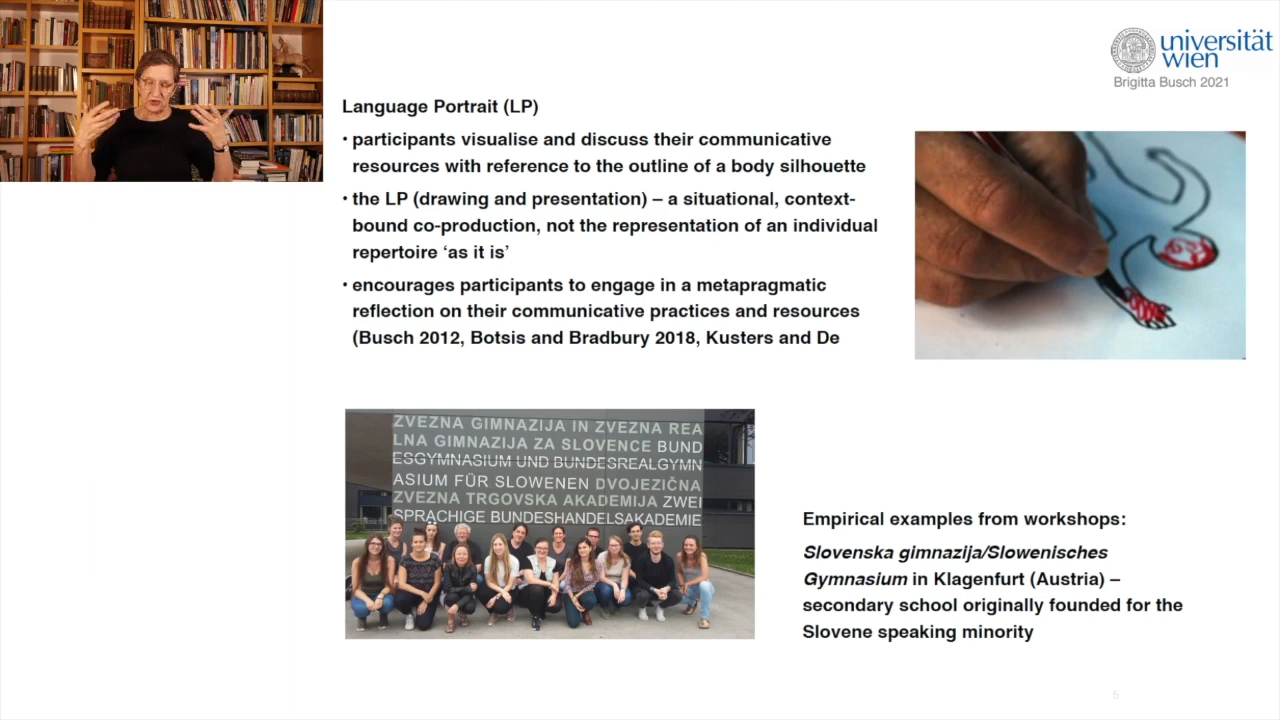 universität
wien
Brigitta Busch 2021
Language Portrait (LP)
• participants visualise and discuss their communicative
resources with reference to the outline of a body silhouette
• the LP (drawing and presentation) – a situational, context-
bound co-production, not the representation of an individual
repertoire ‘as it is’
• encourages participants to engage in a metapragmatic
reflection on their communicative practices and resources
(Busch 2012, Botsis and Bradbury 2018, Kusters and De
ZVEZNA GIMNAZIJA IN ZVEZNA REA
LNA GIMNAZIJA ZA SLOVENCE BUND
ESGYMNASIUM UND BUNDESREALGYMN
ASIUM FÜR SLOWENEN DVOJEZIČNA
ZVEZNA TRGOVSKA AKADEMIJA ZWEI
SPRACHIGE BUNDESHANDELSAKADEMIE
Empirical examples from workshops:
Slovenska gimnazija/Slowenisches
Gymnasium in Klagenfurt (Austria) –
secondary school originally founded for the
Slovene speaking minority
5